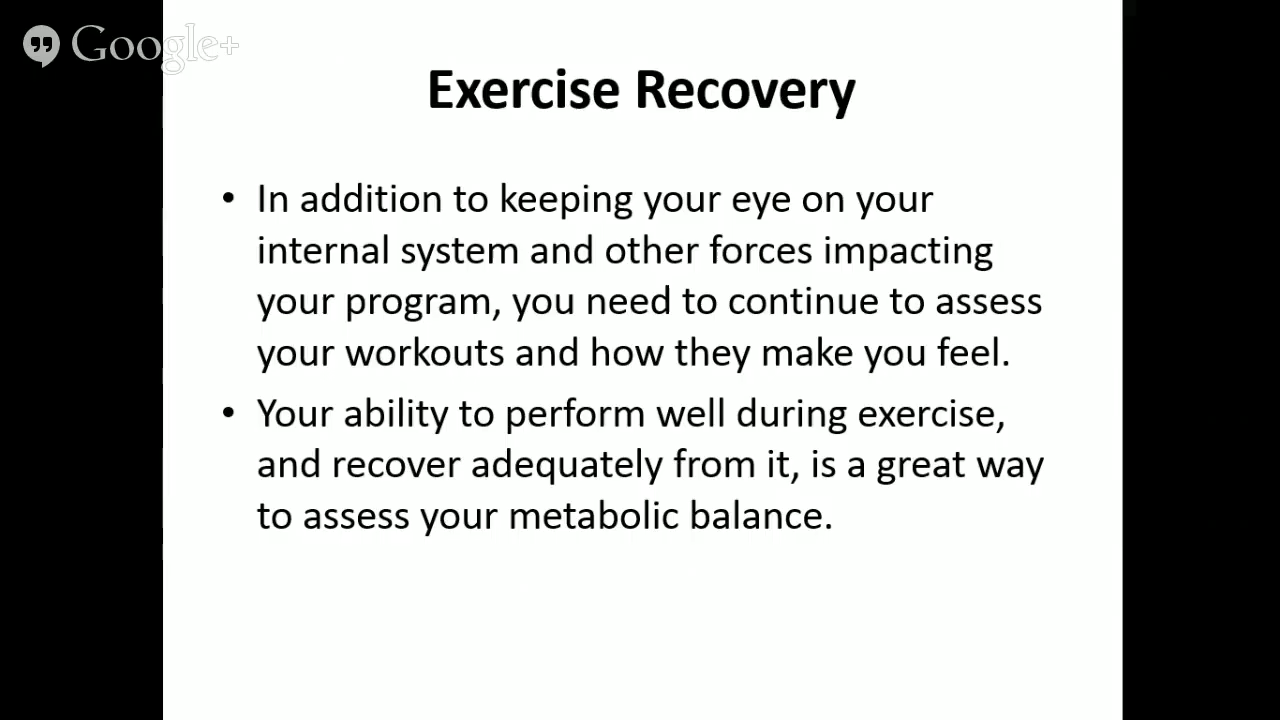 Google+
Exercise Recovery
• In addition to keeping your eye on your
internal system and other forces impacting
your program, you need to continue to assess
your workouts and how they make you feel.
• Your ability to perform well during exercise,
and recover adequately from it, is a great way
to assess your metabolic balance.